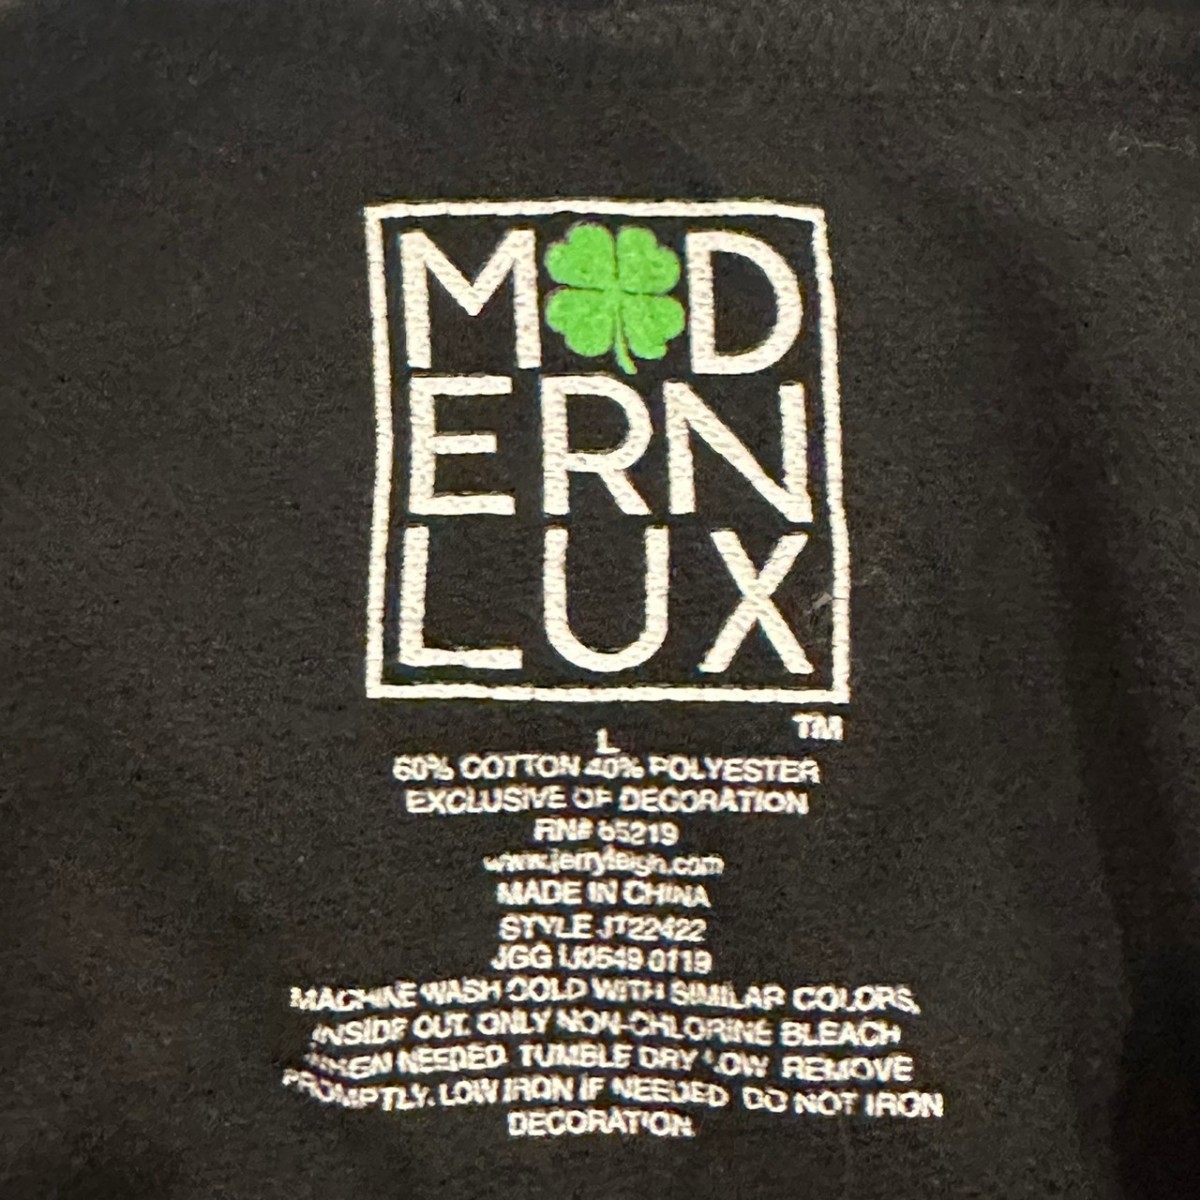 MODERN
LUX
TM
L
60% COTTON 40% POLYESTER
EXCLUSIVE OF DECORATION
RN# 65219
www.jerryleigh.com
MADE IN CHINA
STYLE JT22422
JGG 0119
MACHINE WASH COLD WITH SIMILAR COLORS,
INSIDE OUT. ONLY NON-CHLORINE BLEACH
WHEN NEEDED. TUMBLE DRY LOW. REMOVE
PROMPTLY. LOW IRON IF NEEDED. DO NOT IRON
DECORATION.